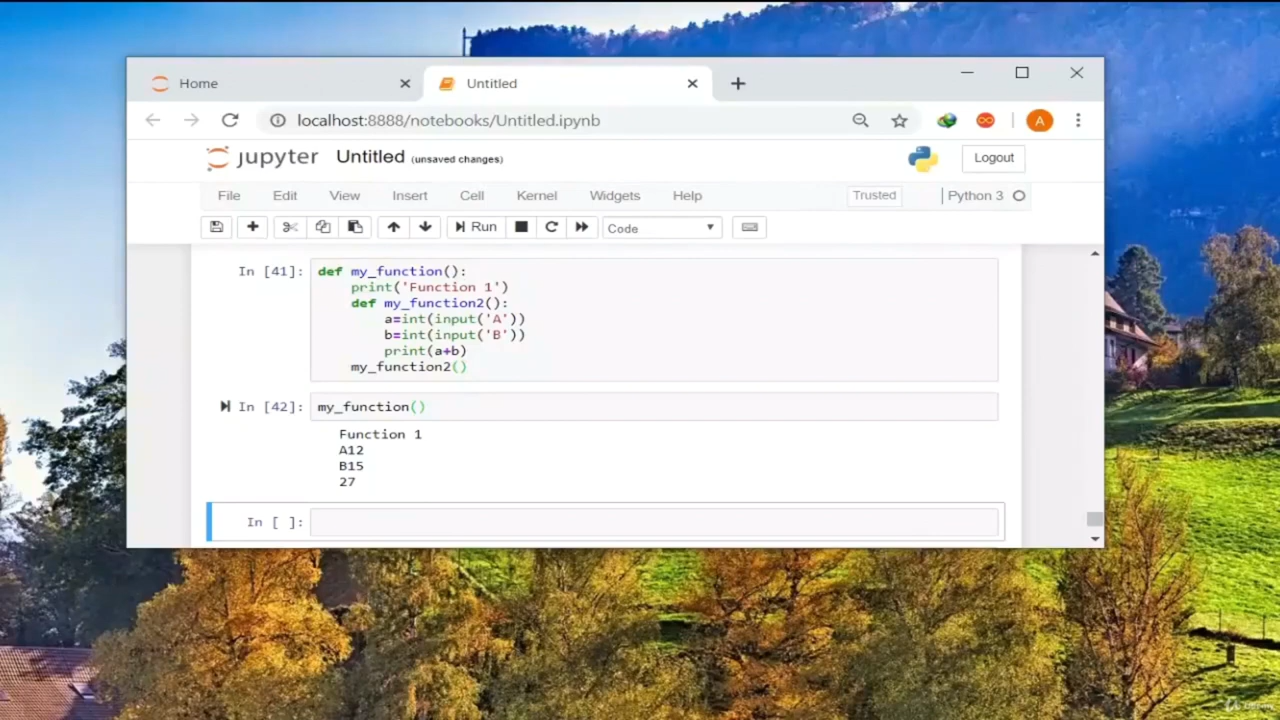 Home
Untitled
localhost:8888/notebooks/Untitled.ipynb
A
jupyter Untitled (unsaved changes)
Logout
File Edit View Insert Cell Kernel Widgets Help
Trusted
Python 3
Run
Code
In [41]:
def my_function():
    print('Function 1')
    def my_function2():
        a=int(input('A'))
        b=int(input('B'))
        print(a+b)
    my_function2()
In [42]:
my_function()
Function 1
A12
B15
27
In [ ]: